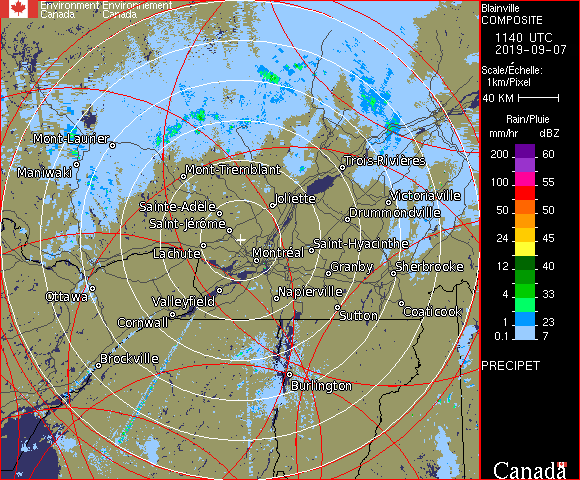 Environment Environnement
Canada Canada
Mont-Laurier
Maniwaki
Mont-Tremblant
Trois-Rivières
Sainte-Adèle
Joliette
Victoriaville
Drummondville
Saint-Jérôme
Lachute
Montréal
Saint-Hyacinthe
Granby
Sherbrooke
Ottawa
Valleyfield
Napierville
Cornwall
Sutton
Coaticook
Brockville
Burlington
Blainville
COMPOSITE
1140 UTC
2019-09-07
Scale/Échelle:
1km/Pixel
40 KM
Rain/Pluie
mm/hr dBZ
200 60
100 55
50 50
24 45
12 40
4 33
1 23
0.1 7
PRECIPET
Canada